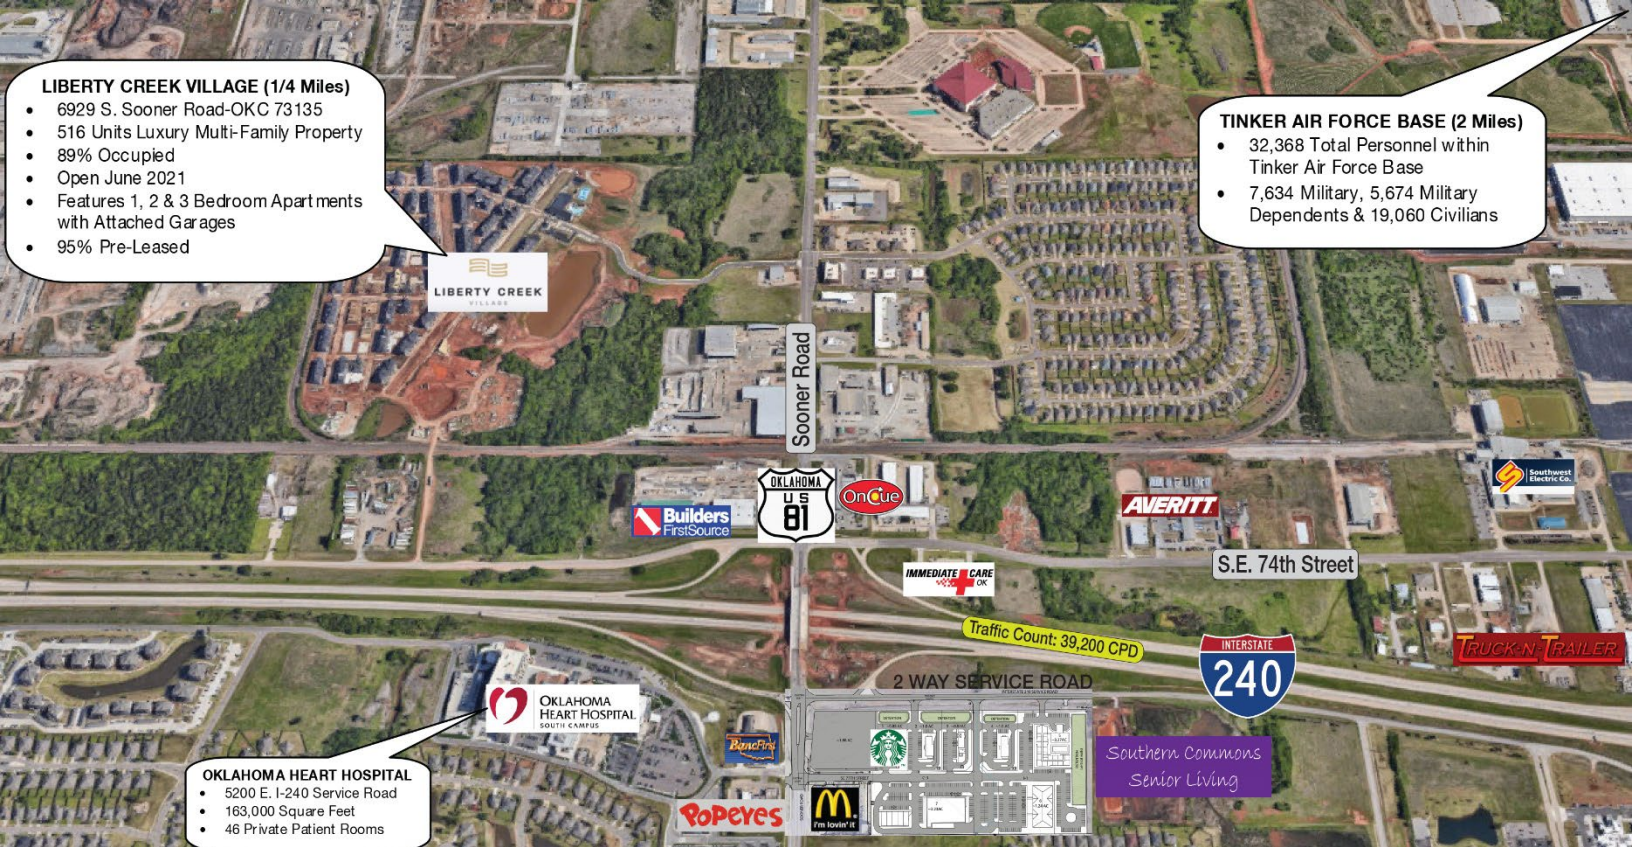 LIBERTY CREEK VILLAGE (1/4 Miles)
• 6929 S. Sooner Road-OKC 73135
• 516 Units Luxury Multi-Family Property
• 89% Occupied
• Open June 2021
• Features 1, 2 & 3 Bedroom Apartments
with Attached Garages
• 95% Pre-Leased
TINKER AIR FORCE BASE (2 Miles)
• 32,368 Total Personnel within
Tinker Air Force Base
• 7,634 Military, 5,674 Military
Dependents & 19,060 Civilians
LIBERTY CREEK
VILLAGE
Sooner Road
OKLAHOMA
US
81
OnCue
Builders
FirstSource
AVERITT
Southwest
Electric Co.
S.E. 74th Street
IMMEDIATE CARE
OK
Traffic Count: 39,200 CPD
INTERSTATE
240
TRUCK-N-TRAILER
2 WAY SERVICE ROAD
OKLAHOMA
HEART HOSPITAL
SOUTH CAMPUS
BancFirst
Southern Commons
Senior Living
OKLAHOMA HEART HOSPITAL
• 5200 E. I-240 Service Road
• 163,000 Square Feet
• 46 Private Patient Rooms
POPEYES
i'm lovin' it